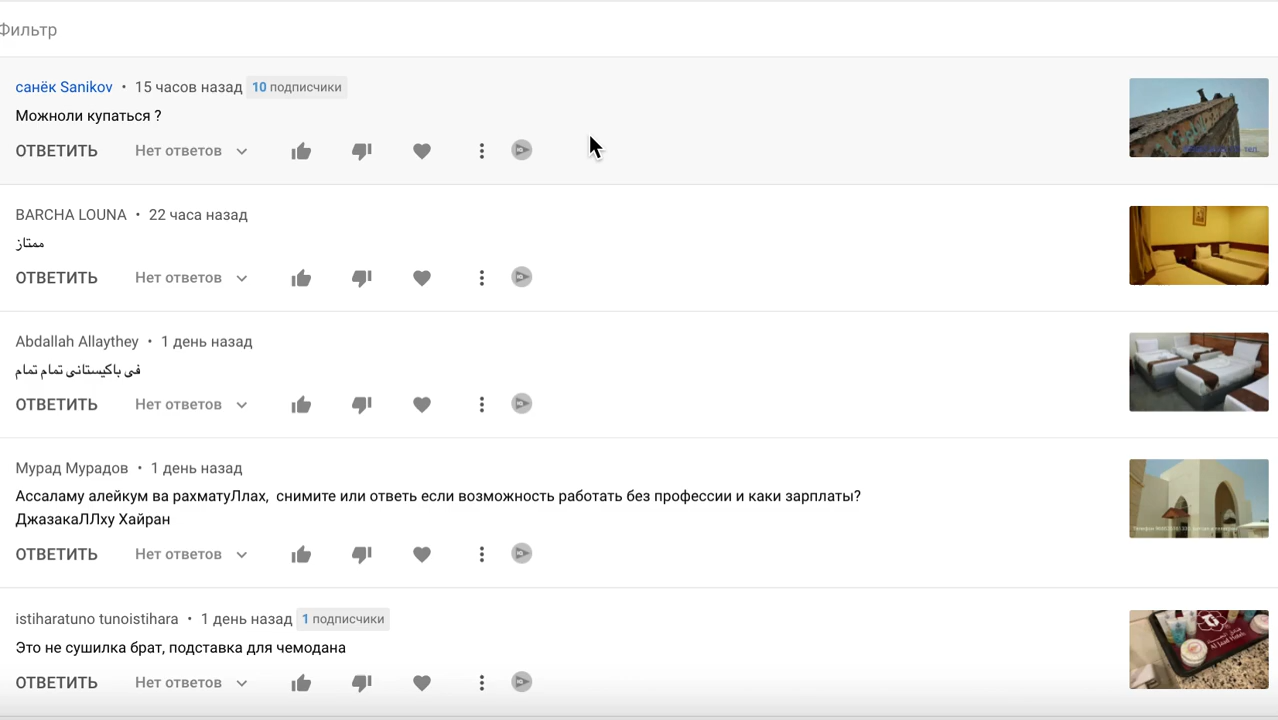 Фильтр
санёк Sanikov • 15 часов назад 10 подписчики
Можноли купаться ?
ОТВЕТИТЬ Нет ответов
BARCHA LOUNA • 22 часа назад
ممتاز
ОТВЕТИТЬ Нет ответов
Abdallah Allaythey • 1 день назад
في باكيستاني تمام تمام
ОТВЕТИТЬ Нет ответов
Мурад Мурадов • 1 день назад
Ассаламу алейкум ва рахматуЛлах, снимите или ответь если возможность работать без профессии и каки зарплаты?
ДжазакаЛЛху Хайран
ОТВЕТИТЬ Нет ответов
istiharatuno tunoistihara • 1 день назад 1 подписчики
Это не сушилка брат, подставка для чемодана
ОТВЕТИТЬ Нет ответов